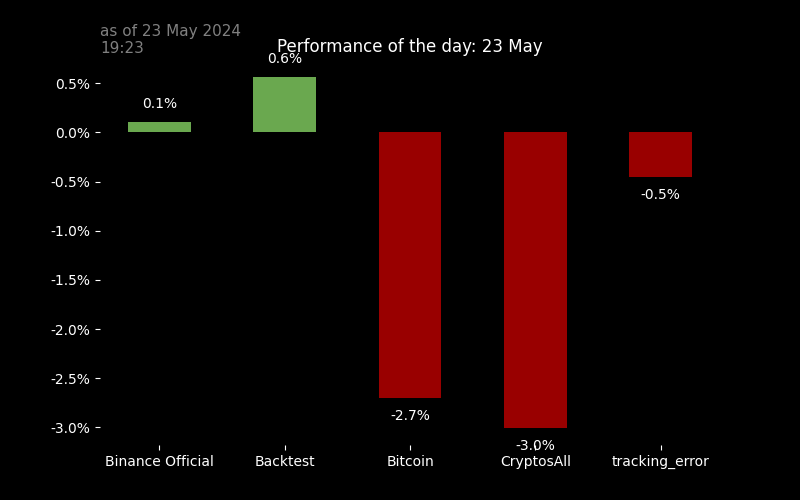 as of 23 May 2024
19:23
Performance of the day: 23 May
0.5%
0.0%
-0.5%
-1.0%
-1.5%
-2.0%
-2.5%
-3.0%
0.1%
0.6%
-2.7%
-3.0%
-0.5%
Binance Official
Backtest
Bitcoin
CryptosAll
tracking_error